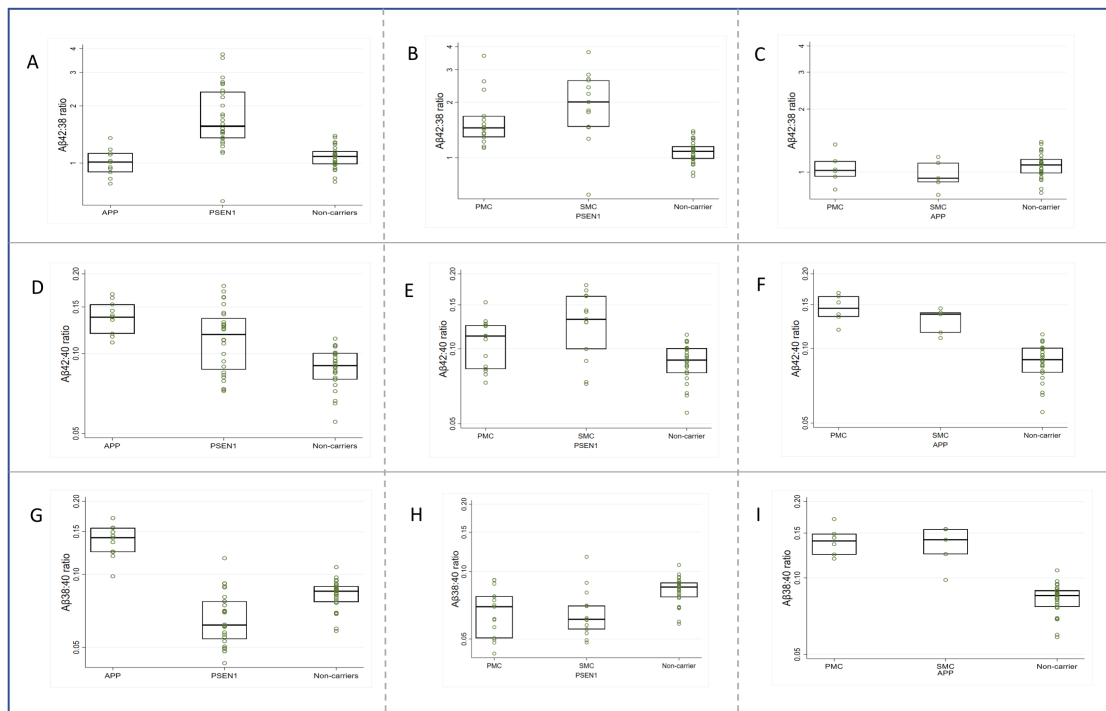 A
Aβ42:38 ratio
4
3
2
1
APP PSEN1 Non-carriers
B
Aβ42:38 ratio
4
3
2
1
PMC SMC Non-carrier
PSEN1
C
Aβ42:38 ratio
4
3
2
1
PMC SMC Non-carrier
APP
D
Aβ42:40 ratio
0.20
0.15
0.10
0.05
APP PSEN1 Non-carriers
E
Aβ42:40 ratio
0.20
0.15
0.10
0.05
PMC SMC Non-carrier
PSEN1
F
Aβ42:40 ratio
0.20
0.15
0.10
0.05
PMC SMC Non-carrier
APP
G
Aβ38:40 ratio
0.20
0.15
0.10
0.05
APP PSEN1 Non-carriers
H
Aβ38:40 ratio
0.20
0.15
0.10
0.05
PMC SMC Non-carrier
PSEN1
I
Aβ38:40 ratio
0.20
0.15
0.10
0.05
PMC SMC Non-carrier
APP